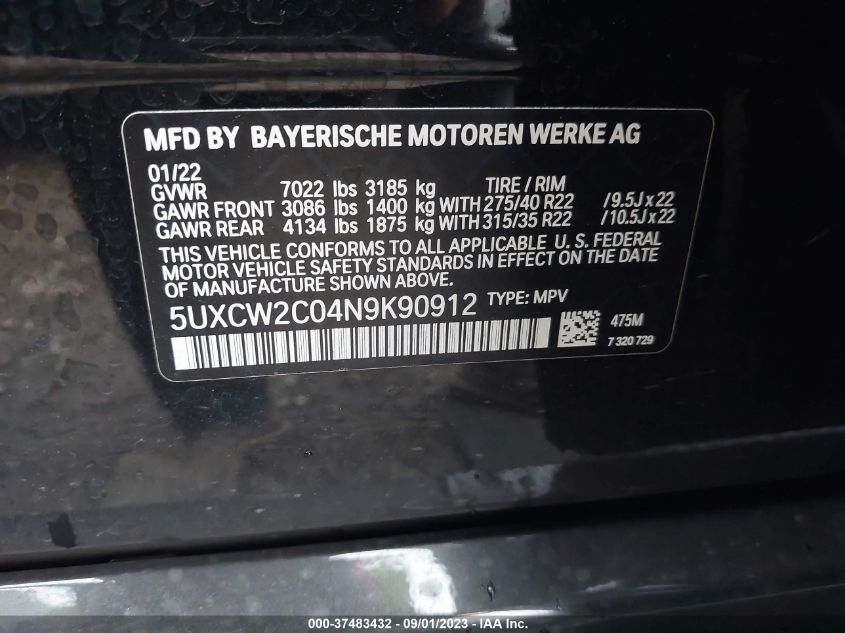 MFD BY BAYERISCHE MOTOREN WERKE AG
01/22
GVWR 7022 lbs 3185 kg TIRE / RIM
GAWR FRONT 3086 lbs 1400 kg WITH 275/40 R22 /9.5J x 22
GAWR REAR 4134 lbs 1875 kg WITH 315/35 R22 /10.5J x 22
THIS VEHICLE CONFORMS TO ALL APPLICABLE U. S. FEDERAL
MOTOR VEHICLE SAFETY STANDARDS IN EFFECT ON THE DATE
OF MANUFACTURE SHOWN ABOVE.
5UXCW2C04N9K90912 TYPE: MPV
475M
7 320 729
000-37483432 - 09/01/2023 - IAA Inc.